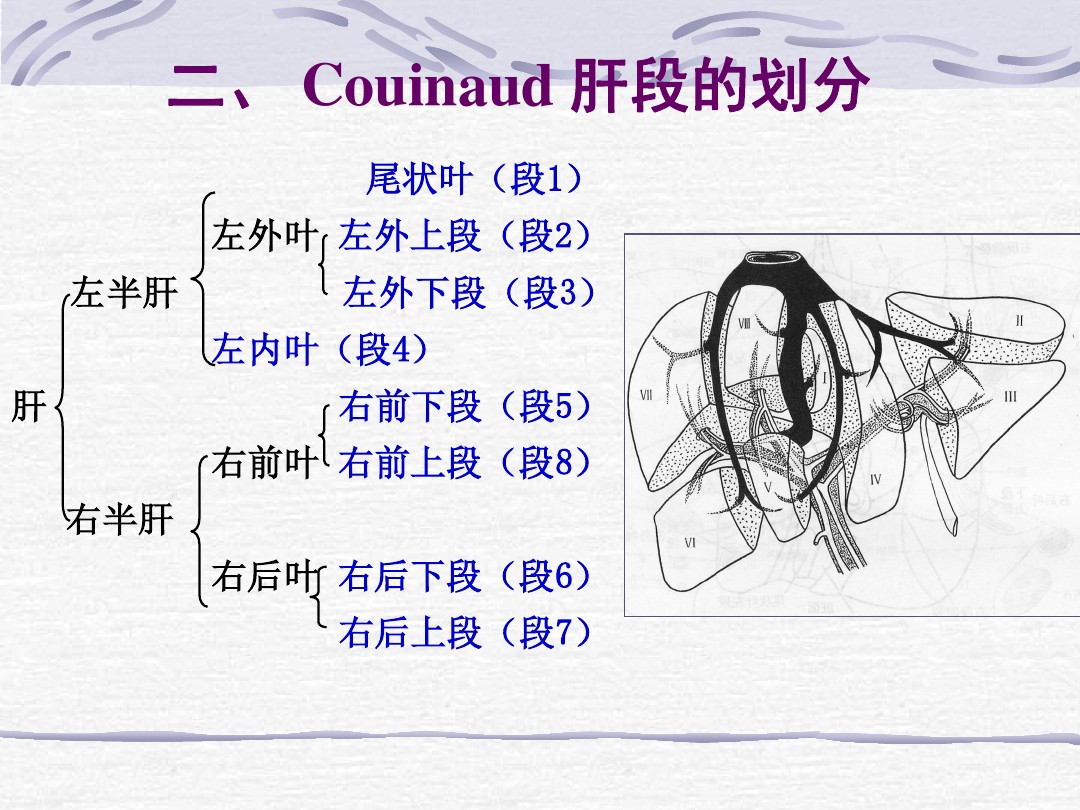 二、 Couinaud 肝段的划分
尾状叶（段1）
左外叶 左外上段（段2）
左半肝 左外下段（段3）
左内叶（段4）
肝 右前下段（段5）
右前叶 右前上段（段8）
右半肝
右后叶 右后下段（段6）
右后上段（段7）
VIII
II
I
VII
III
V
IV
VI